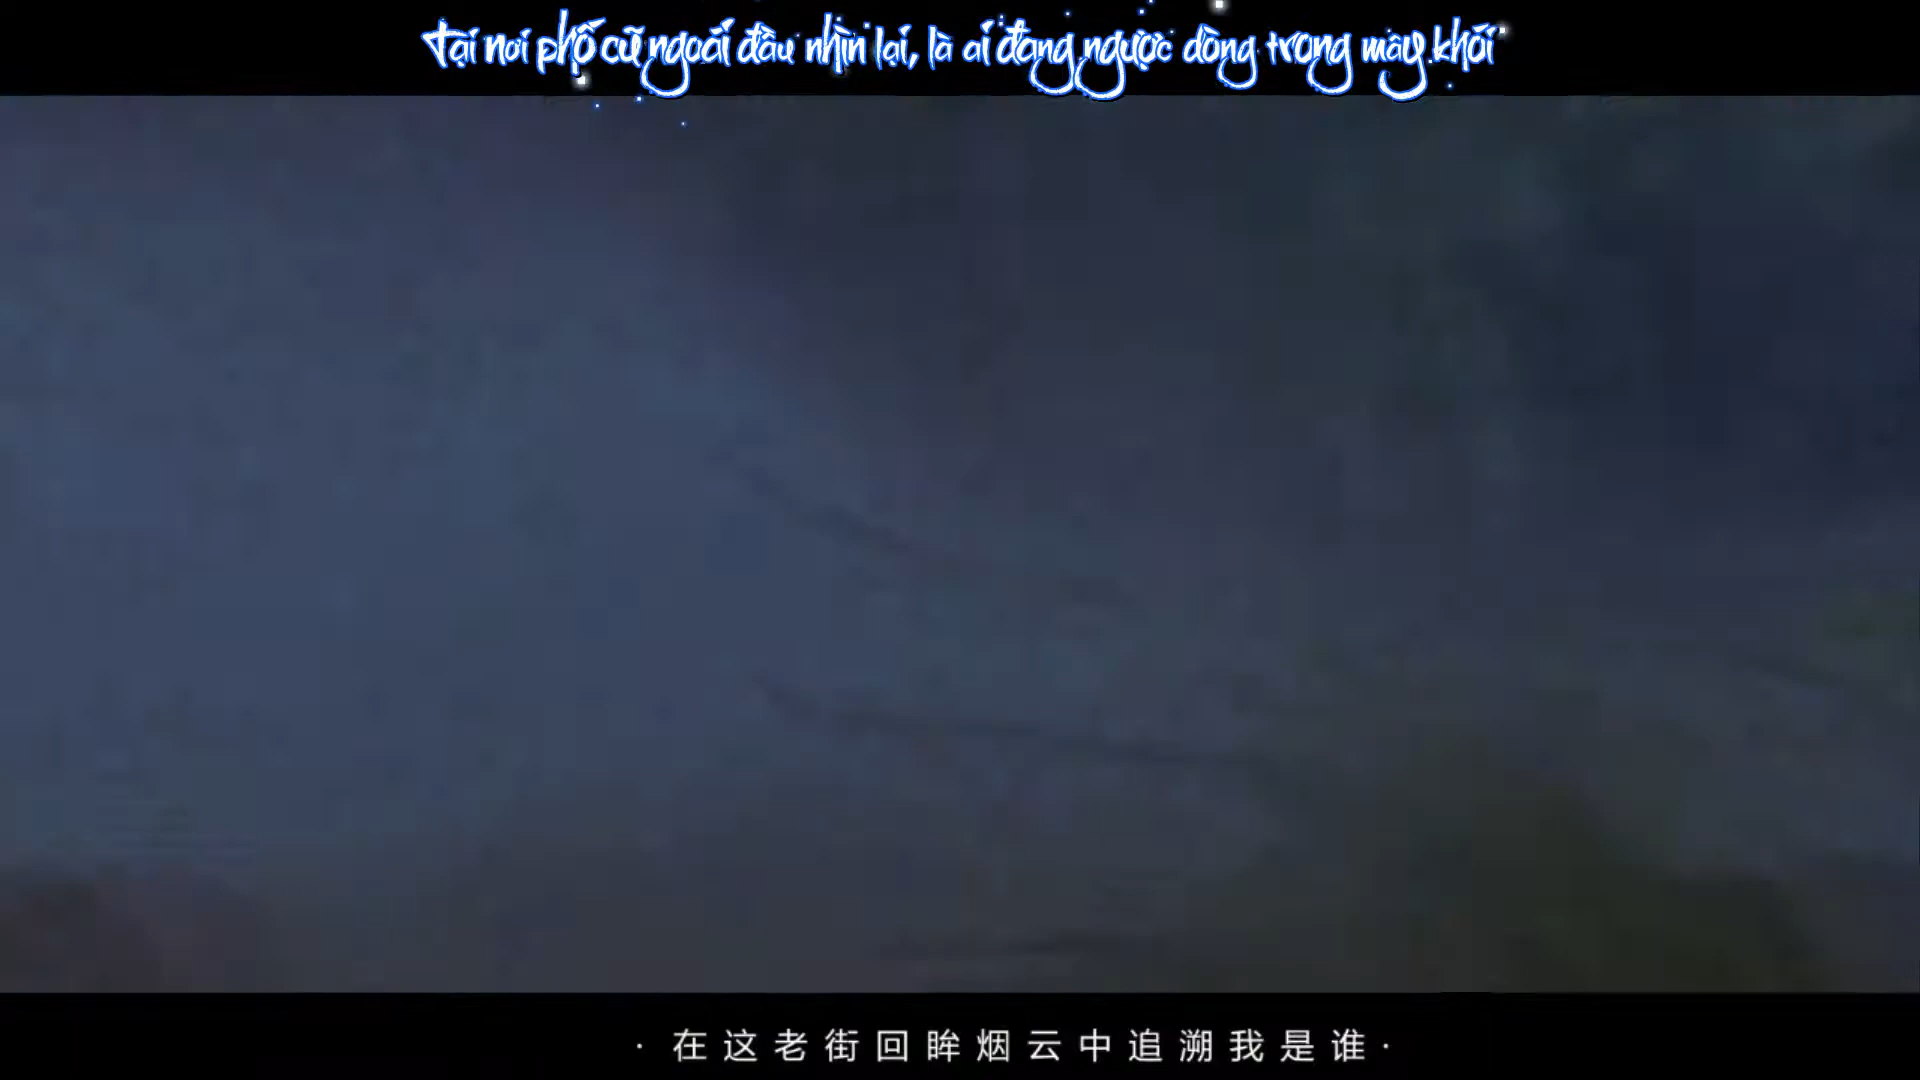 Tại nơi phố cũ ngoái đầu nhìn lại, là ai đang ngược dòng trong mây khói
· 在这老街回眸烟云中追溯我是谁 ·